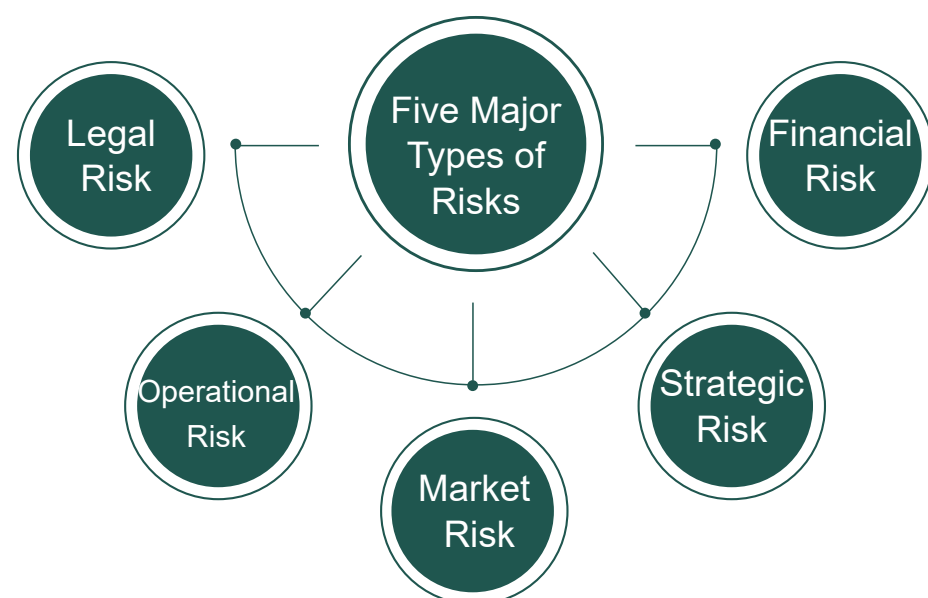 Five Major
Types of
Risks
Legal
Risk
Operational
Risk
Market
Risk
Strategic
Risk
Financial
Risk